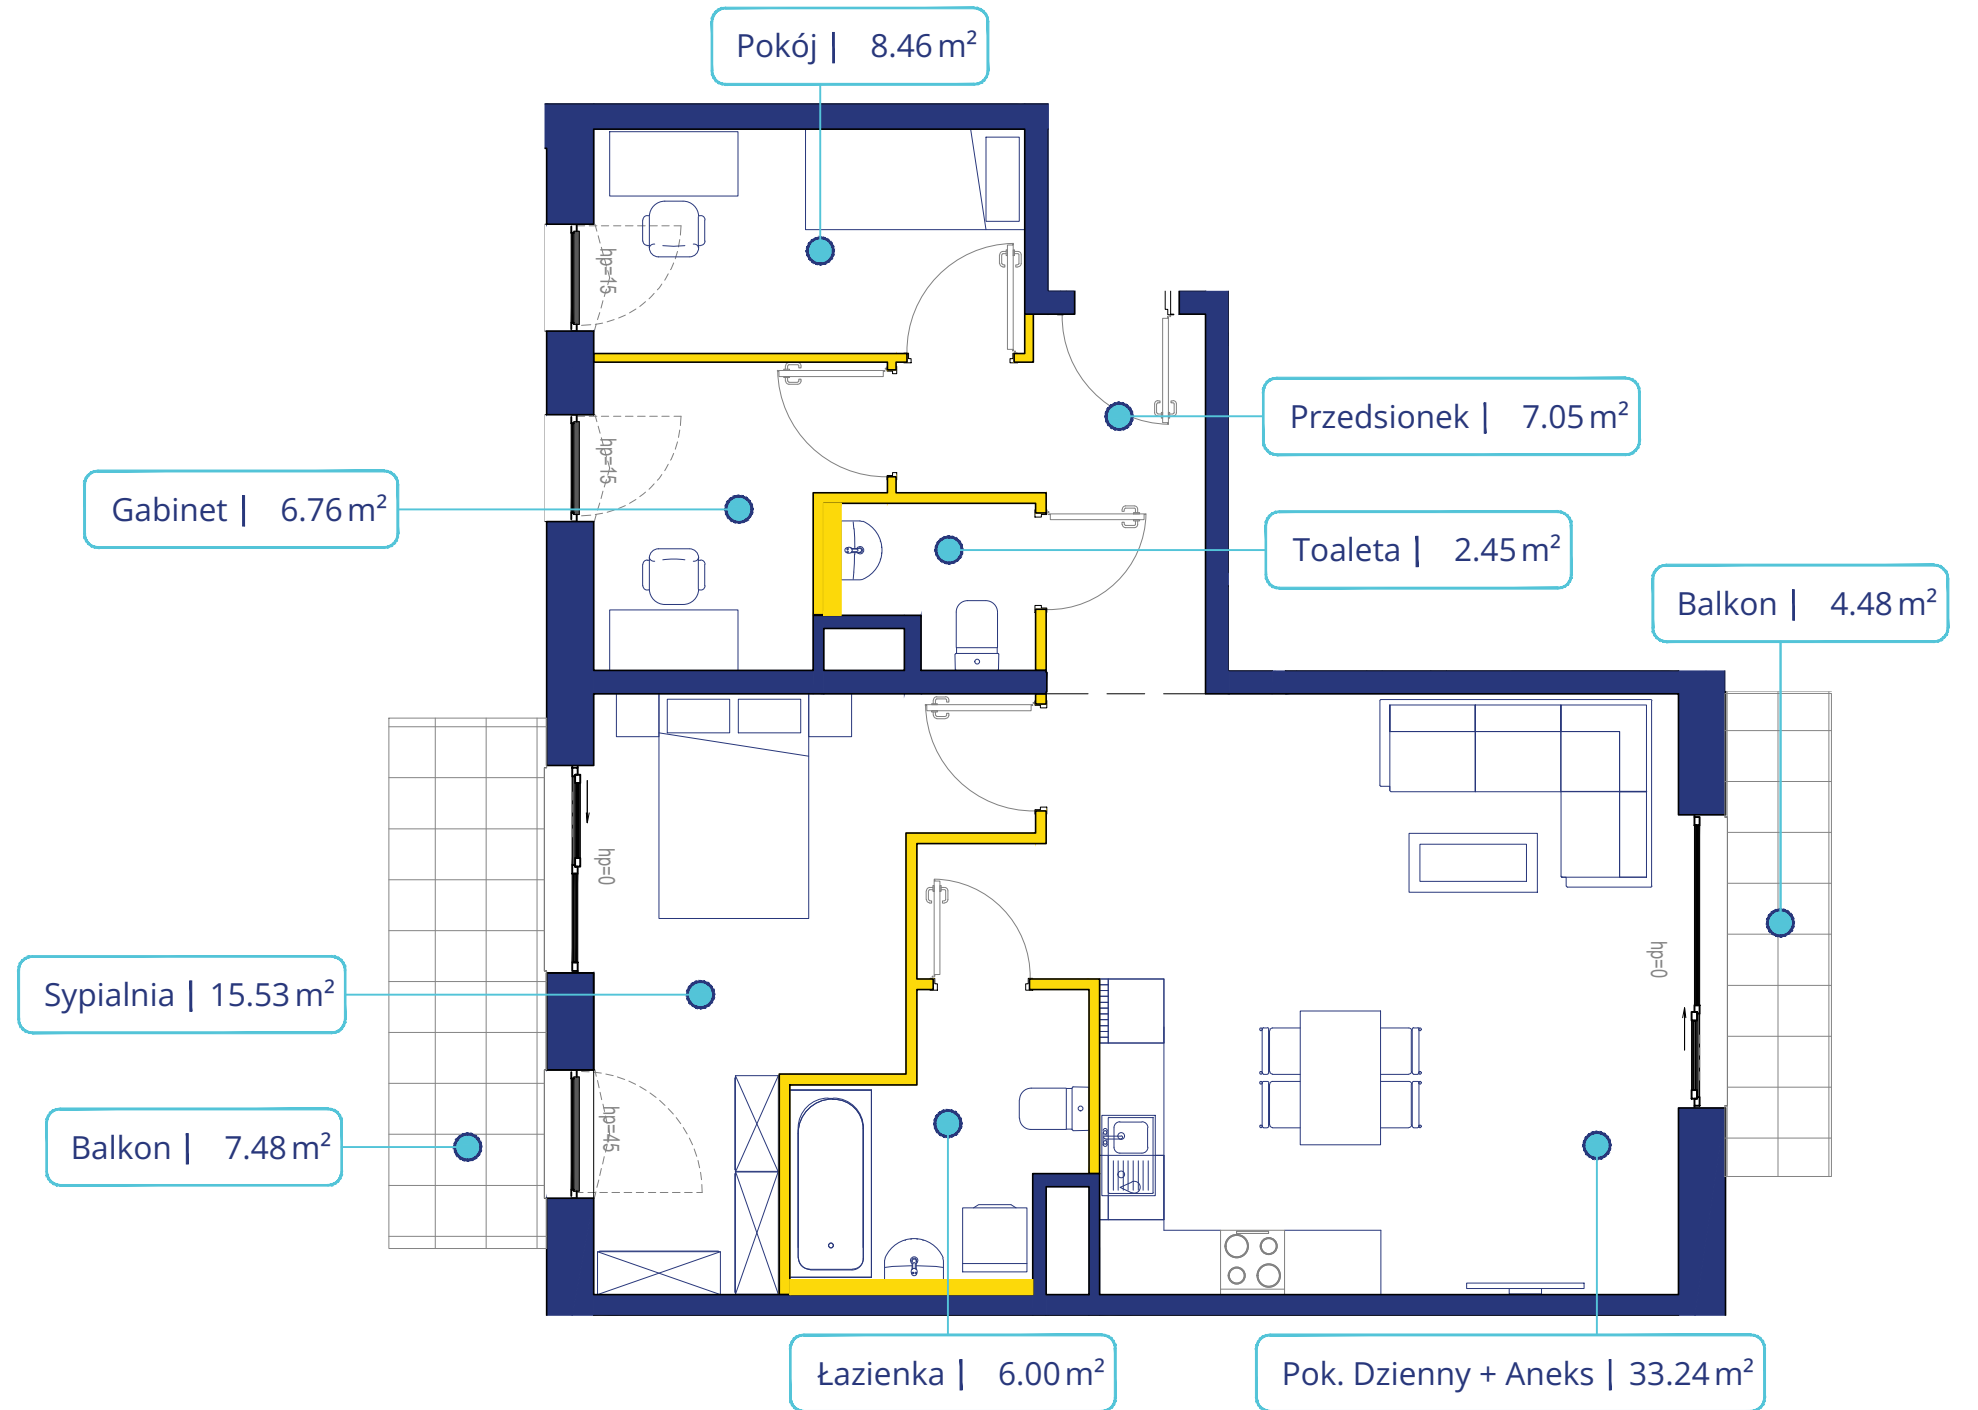 Pokój | 8.46 m²
hp=15
Przedsionek | 7.05 m²
hp=15
Gabinet | 6.76 m²
Toaleta | 2.45 m²
Balkon | 4.48 m²
hp=0
hp=0
Sypialnia | 15.53 m²
hp=45
Balkon | 7.48 m²
Łazienka | 6.00 m²
Pok. Dzienny + Aneks | 33.24 m²